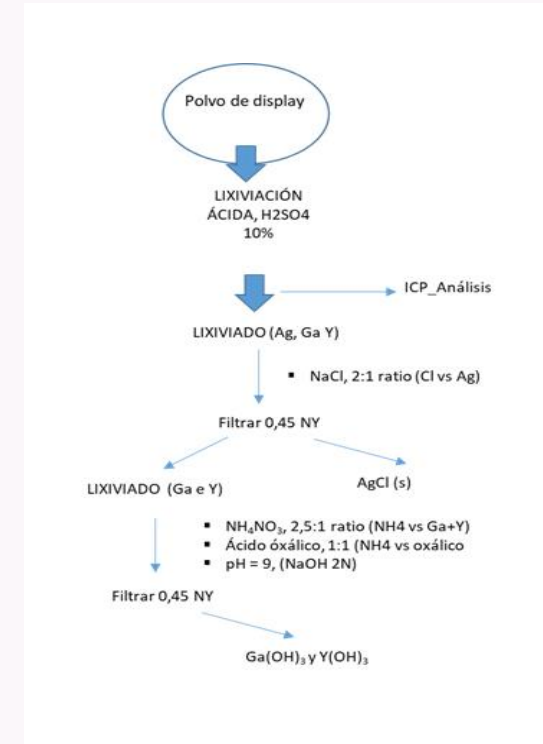 Polvo de display
LIXIVIACIÓN
ÁCIDA, H2SO4
10%
ICP_Análisis
LIXIVIADO (Ag, Ga Y)
▪ NaCl, 2:1 ratio (Cl vs Ag)
Filtrar 0,45 NY
LIXIVIADO (Ga e Y)
AgCl (s)
▪ NH₄NO₃, 2,5:1 ratio (NH4 vs Ga+Y)
▪ Ácido óxálico, 1:1 (NH4 vs oxálico
▪ pH = 9, (NaOH 2N)
Filtrar 0,45 NY
Ga(OH)₃ y Y(OH)₃